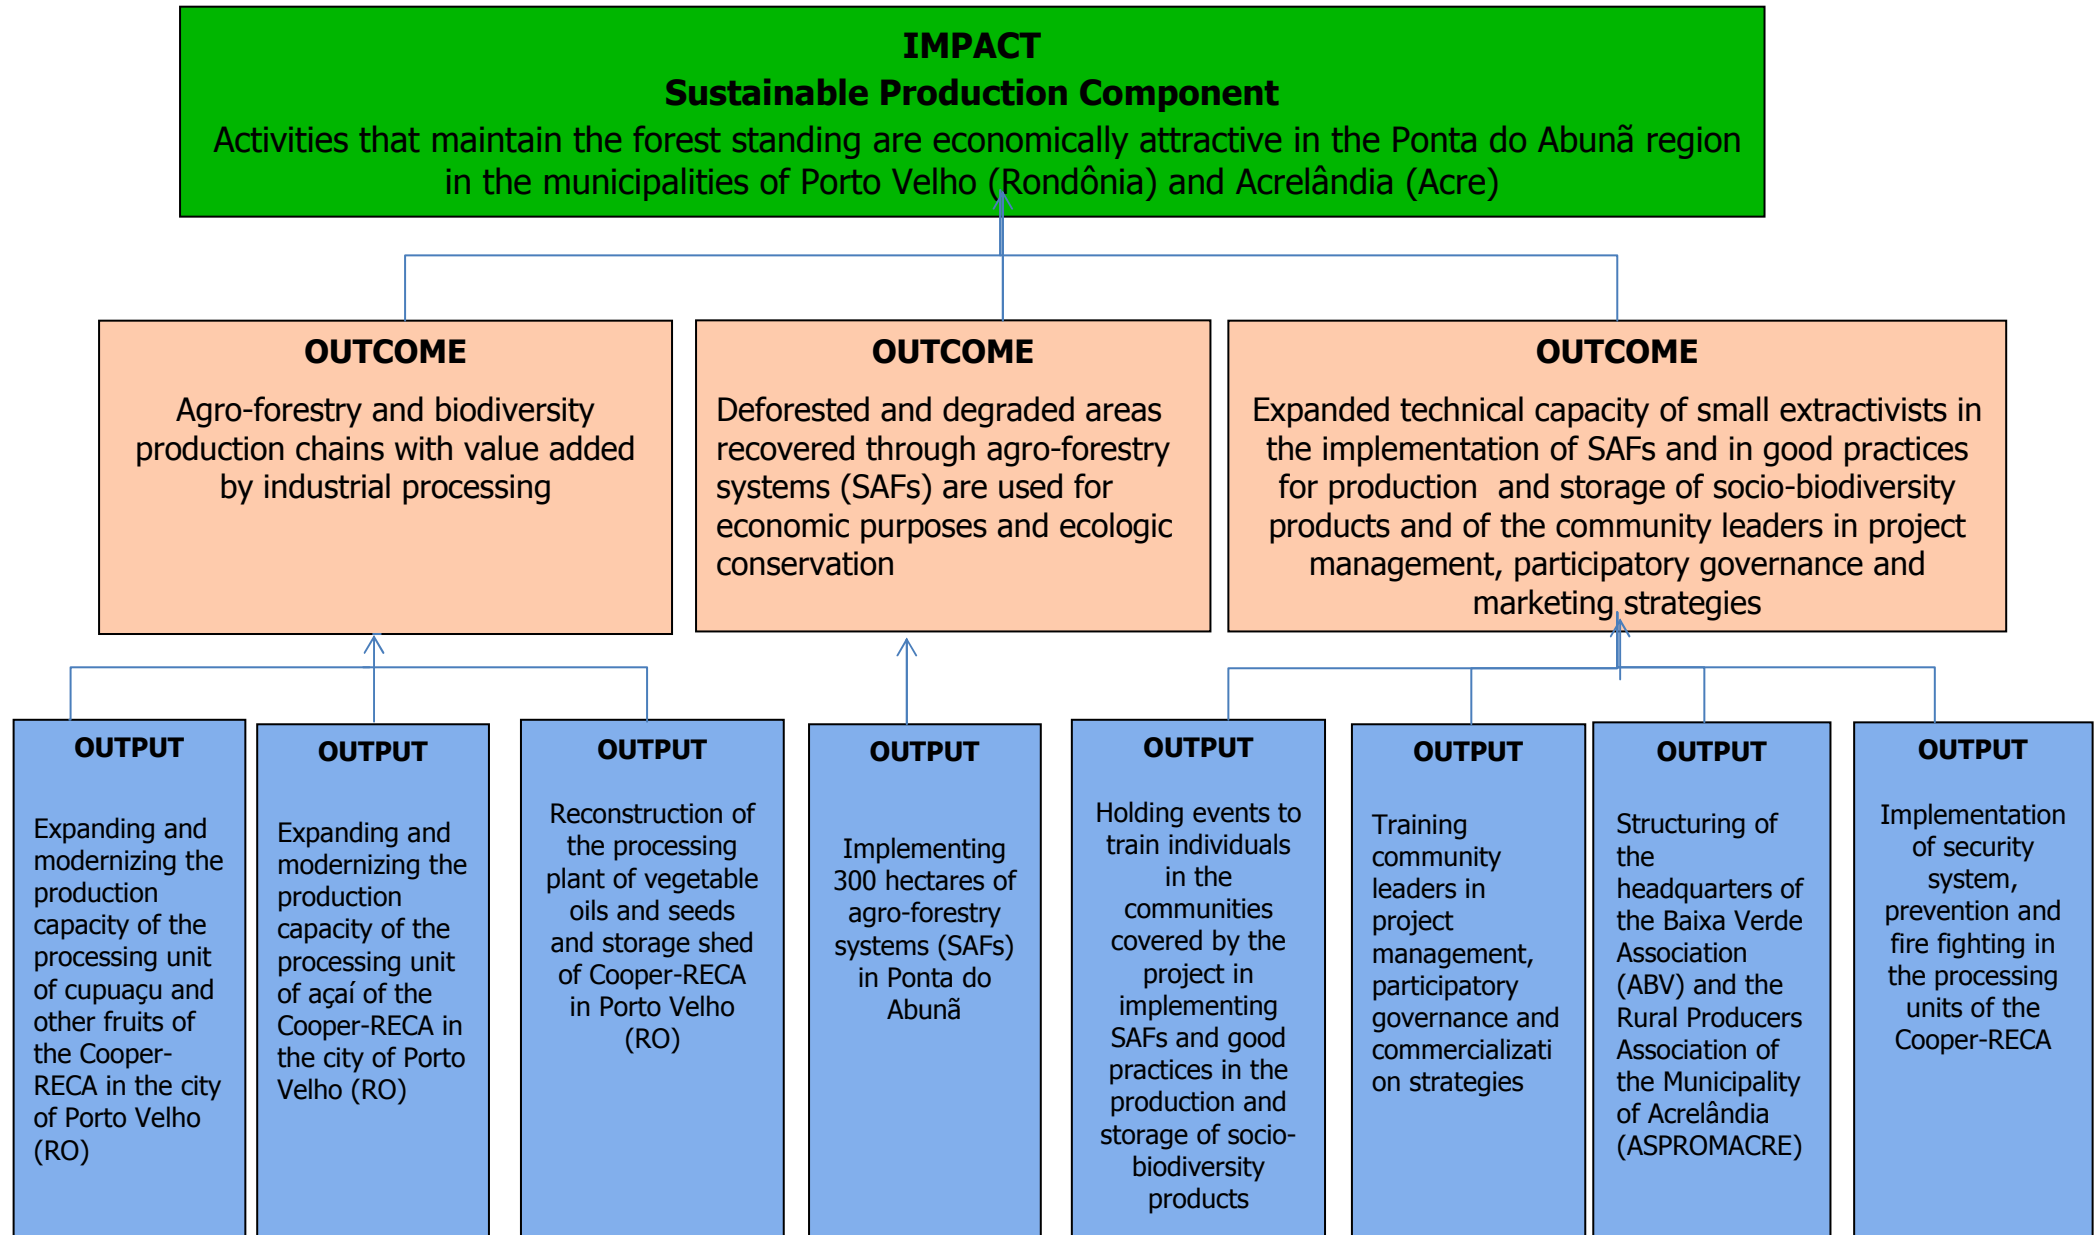 IMPACT
Sustainable Production Component
Activities that maintain the forest standing are economically attractive in the Ponta do Abunã region
in the municipalities of Porto Velho (Rondônia) and Acrelândia (Acre)
OUTCOME
Agro-forestry and biodiversity
production chains with value added
by industrial processing
OUTCOME
Deforested and degraded areas
recovered through agro-forestry
systems (SAFs) are used for
economic purposes and ecologic
conservation
OUTCOME
Expanded technical capacity of small extractivists in
the implementation of SAFs and in good practices
for production and storage of socio-biodiversity
products and of the community leaders in project
management, participatory governance and
marketing strategies
OUTPUT
Expanding and
modernizing the
production
capacity of the
processing unit
of cupuaçu and
other fruits of
the Cooper-
RECA in the city
of Porto Velho
(RO)
OUTPUT
Expanding and
modernizing the
production
capacity of the
processing unit
of açaí of the
Cooper-RECA in
the city of Porto
Velho (RO)
OUTPUT
Reconstruction of
the processing
plant of vegetable
oils and seeds
and storage shed
of Cooper-RECA
in Porto Velho
(RO)
OUTPUT
Implementing
300 hectares of
agro-forestry
systems (SAFs)
in Ponta do
Abunã
OUTPUT
Holding events to
train individuals
in the
communities
covered by the
project in
implementing
SAFs and good
practices in the
production and
storage of socio-
biodiversity
products
OUTPUT
Training
community
leaders in
project
management,
participatory
governance and
commercializati
on strategies
OUTPUT
Structuring of
the
headquarters of
the Baixa Verde
Association
(ABV) and the
Rural Producers
Association of
the Municipality
of Acrelândia
(ASPROMACRE)
OUTPUT
Implementation
of security
system,
prevention and
fire fighting in
the processing
units of the
Cooper-RECA